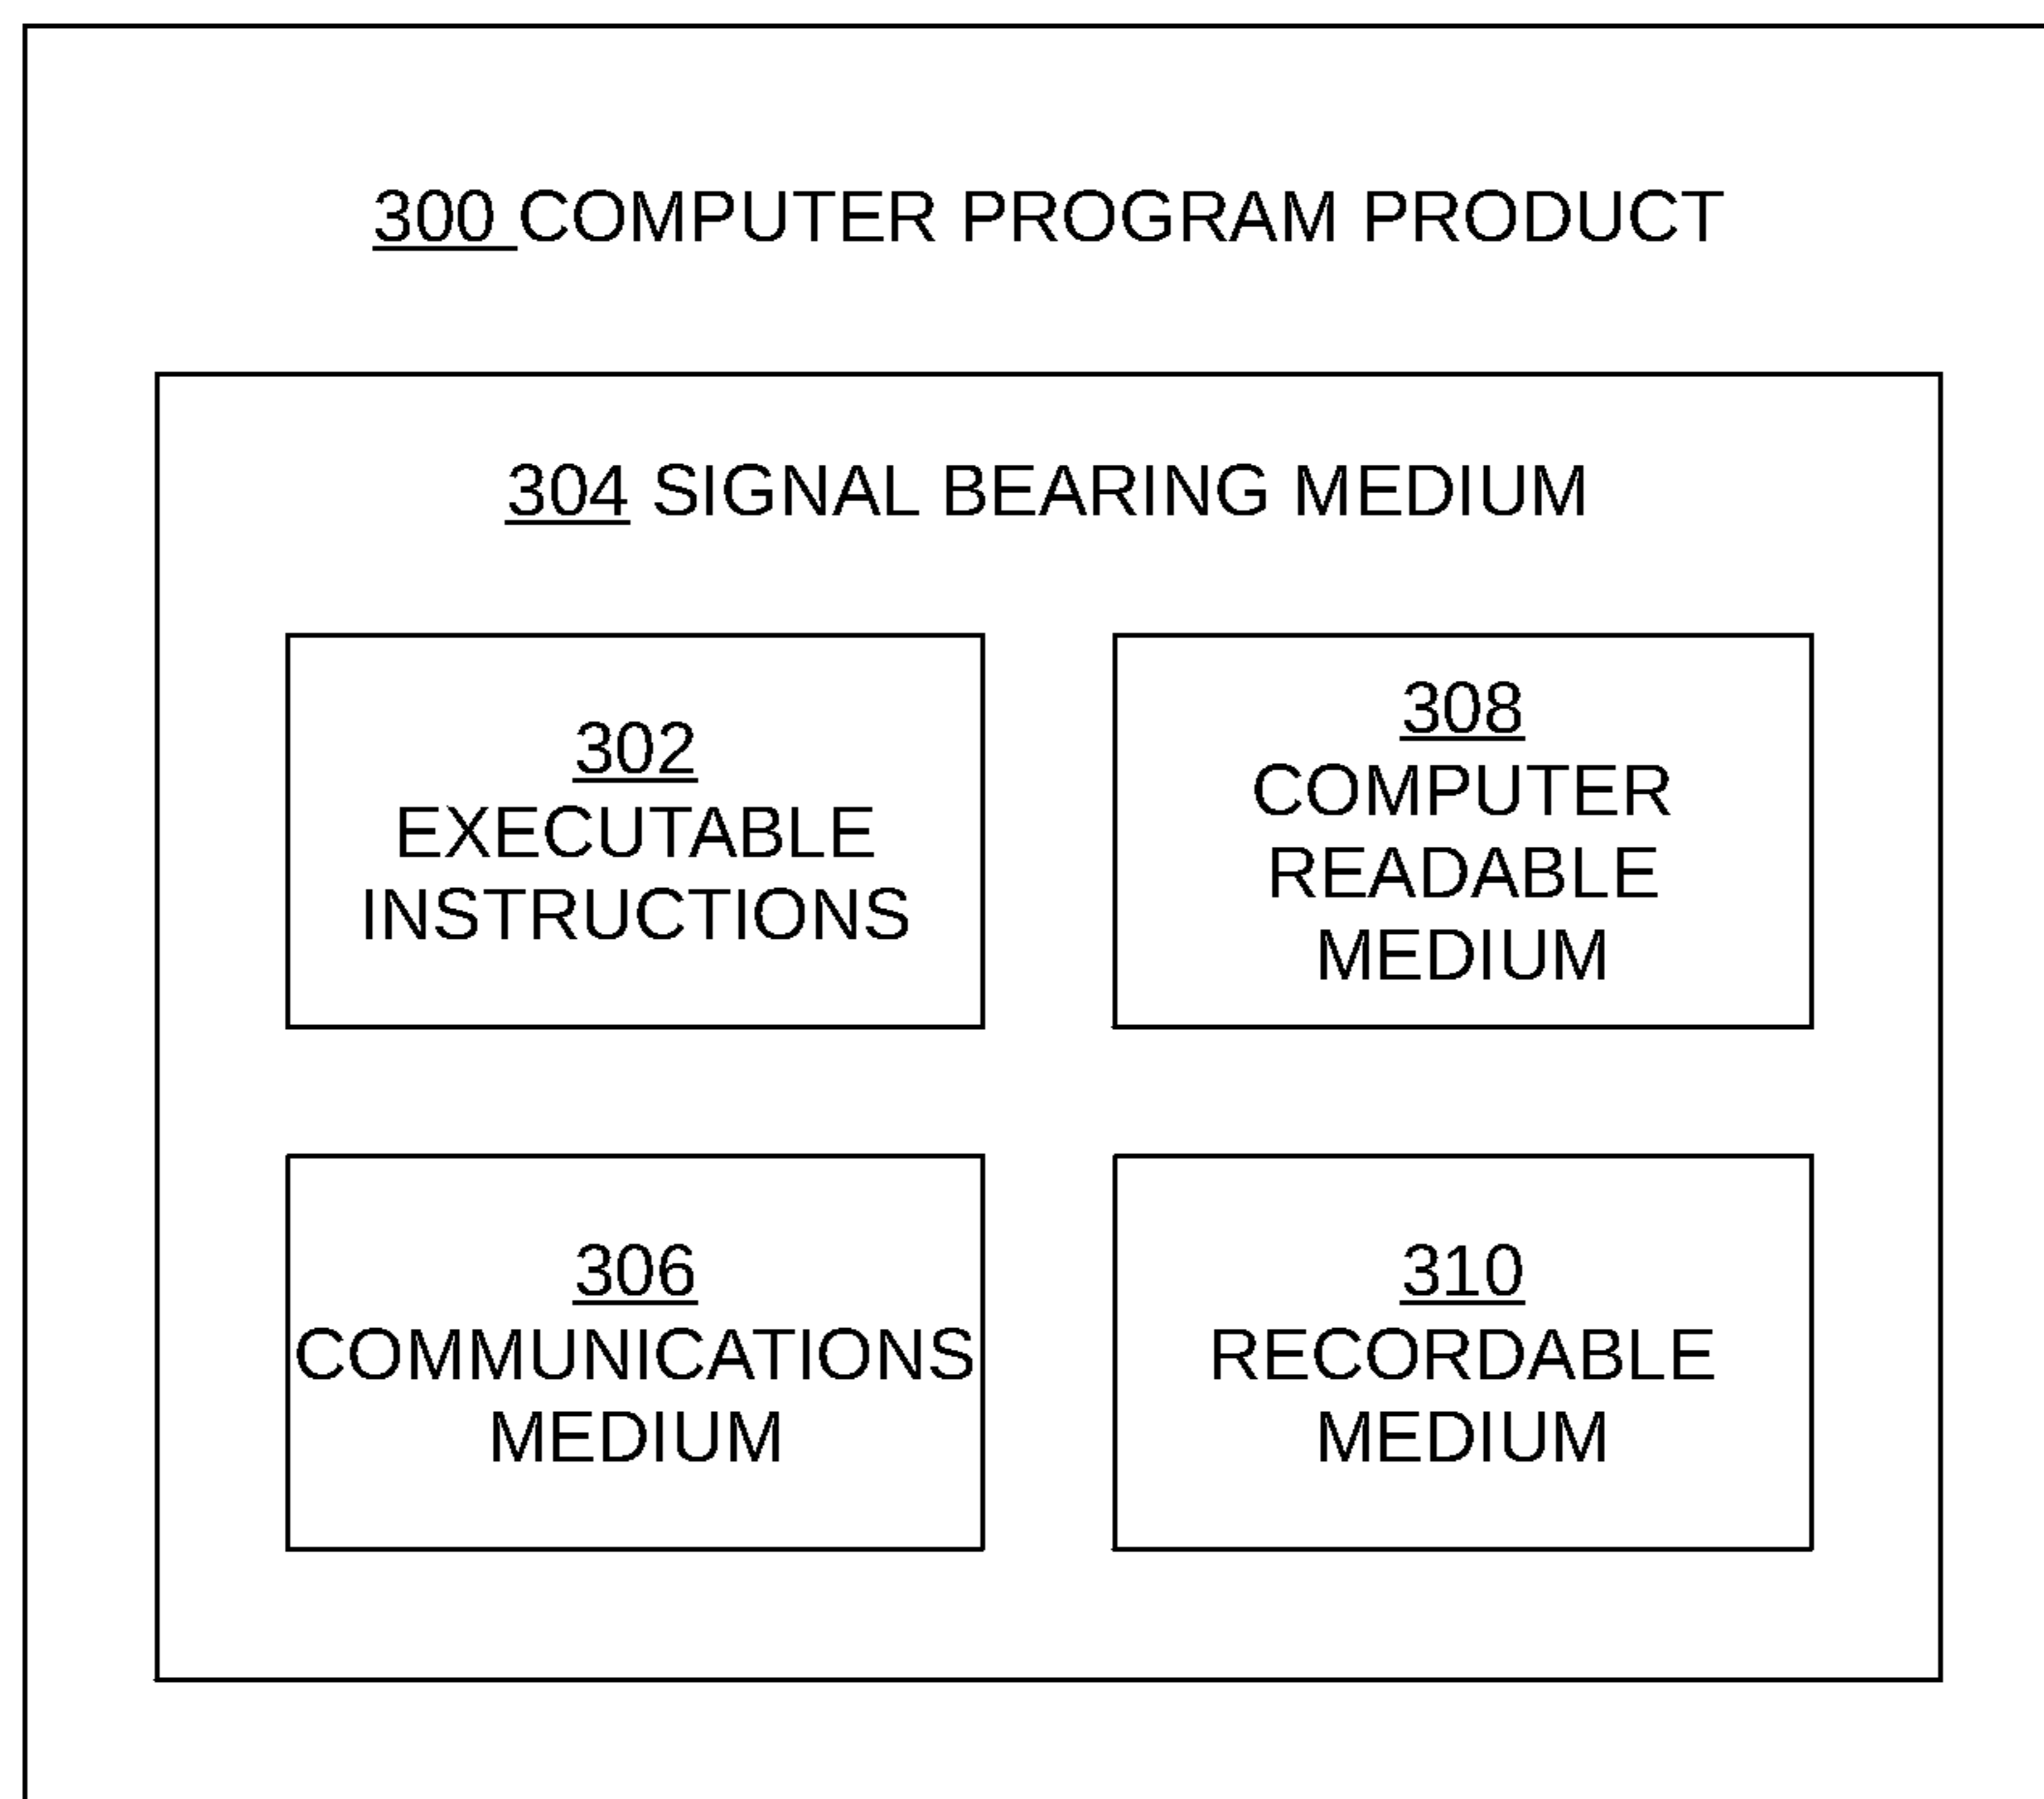 300 COMPUTER PROGRAM PRODUCT
304 SIGNAL BEARING MEDIUM
302
EXECUTABLE
INSTRUCTIONS
308
COMPUTER
READABLE
MEDIUM
306
COMMUNICATIONS
MEDIUM
310
RECORDABLE
MEDIUM